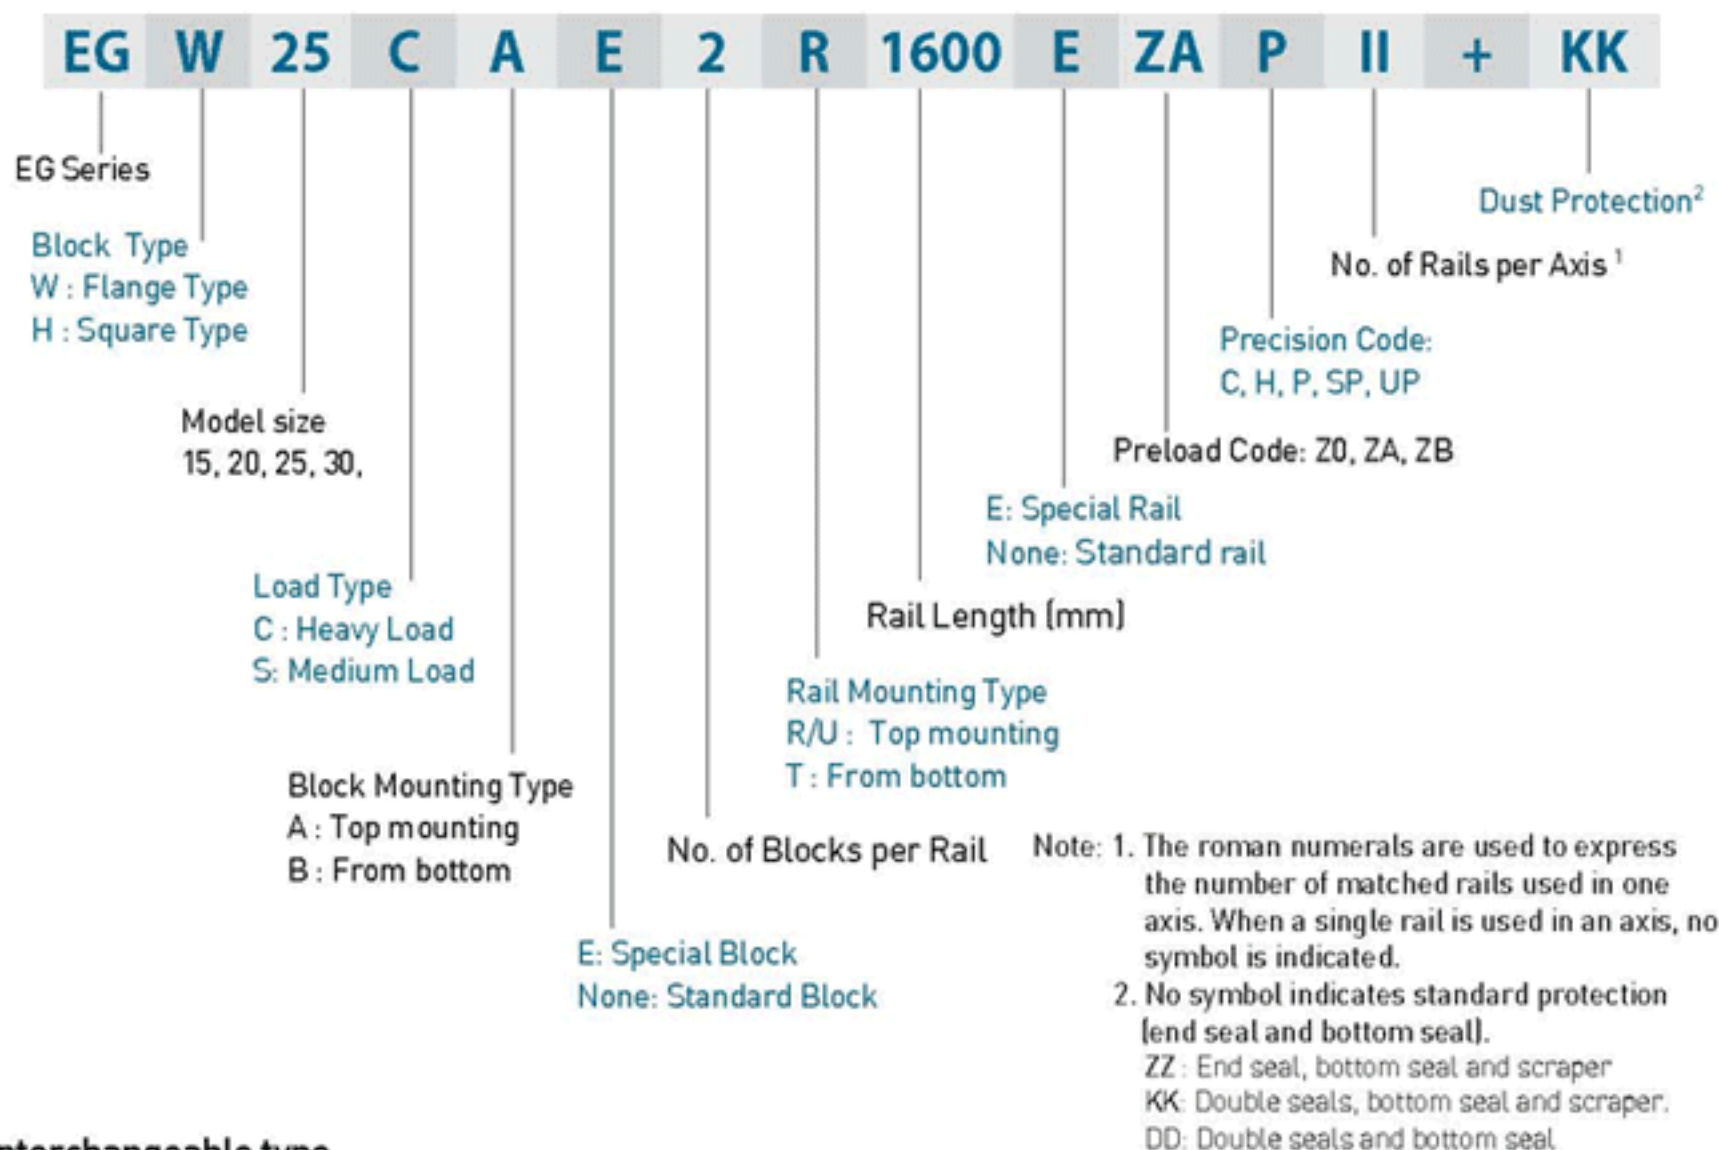 EG W 25 C A E 2 R 1600 E ZA P II + KK
EG Series
Block Type
W : Flange Type
H : Square Type
Model size
15, 20, 25, 30,
Load Type
C : Heavy Load
S: Medium Load
Block Mounting Type
A : Top mounting
B : From bottom
E: Special Block
None: Standard Block
No. of Blocks per Rail
Rail Mounting Type
R/U : Top mounting
T : From bottom
Rail Length (mm)
E: Special Rail
None: Standard rail
Preload Code: Z0, ZA, ZB
Precision Code:
C, H, P, SP, UP
No. of Rails per Axis 1
Dust Protection2
Note: 1. The roman numerals are used to express
the number of matched rails used in one
axis. When a single rail is used in an axis, no
symbol is indicated.
2. No symbol indicates standard protection
(end seal and bottom seal).
ZZ : End seal, bottom seal and scraper
KK: Double seals, bottom seal and scraper.
DD: Double seals and bottom seal